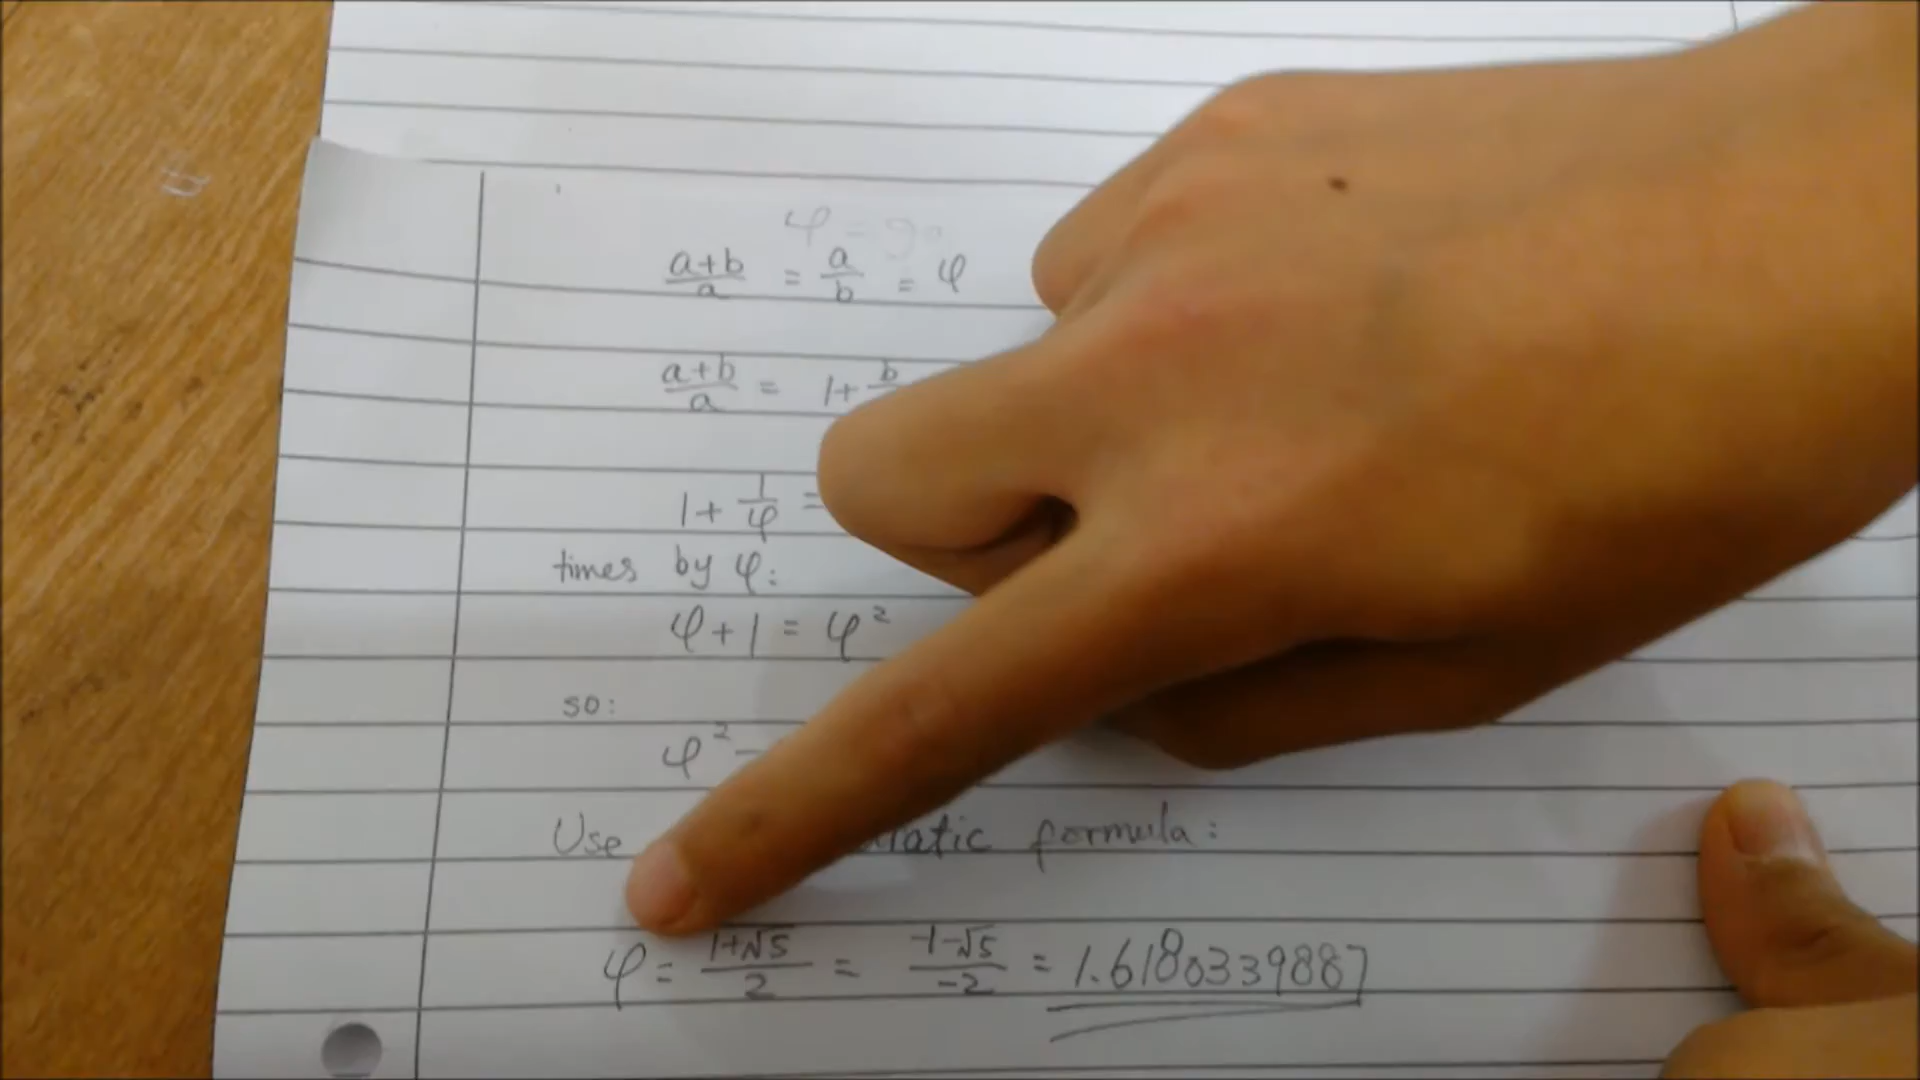 φ = go
a+b/a = a/b = φ
a+b/a = 1+ b
1+ 1/φ =
times by φ:
φ+1 = φ²
so:
φ² -
Use formula:
φ = 1+√5/2 = -1-√5/-2 = 1.6180339887